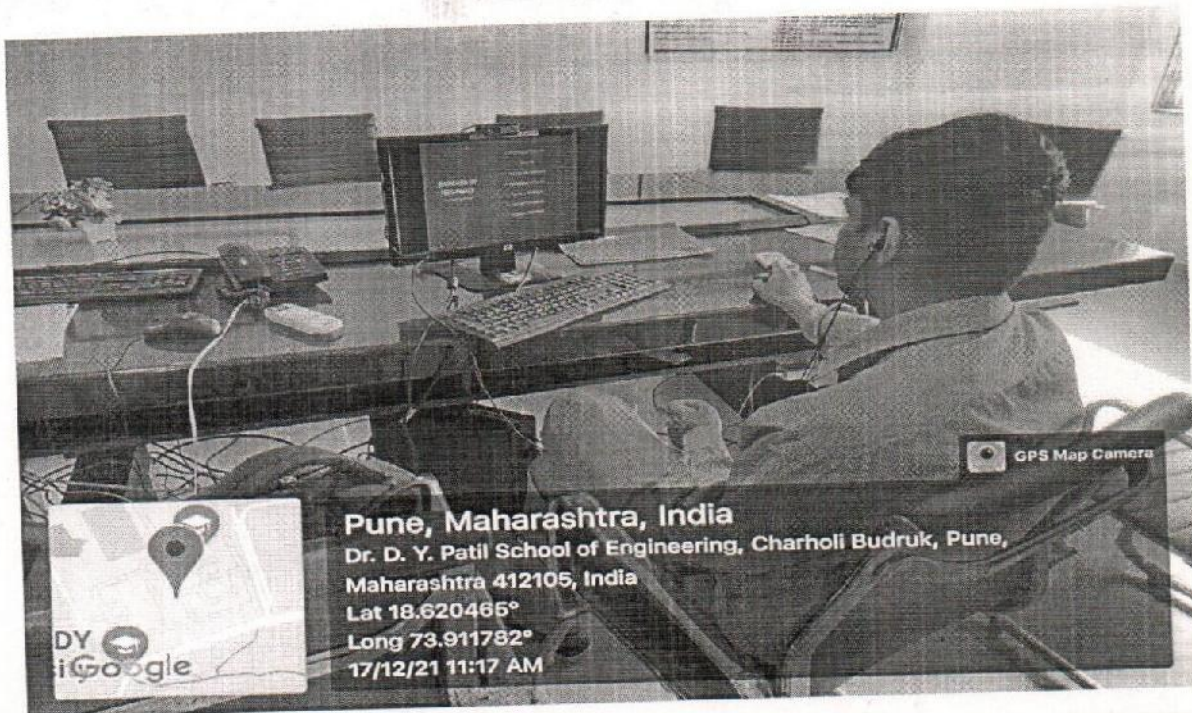 GPS Map Camera
Pune, Maharashtra, India
Dr. D. Y. Patil School of Engineering, Charholi Budruk, Pune,
Maharashtra 412105, India
Lat 18.620465°
Long 73.911782°
17/12/21 11:17 AM
DY
Google